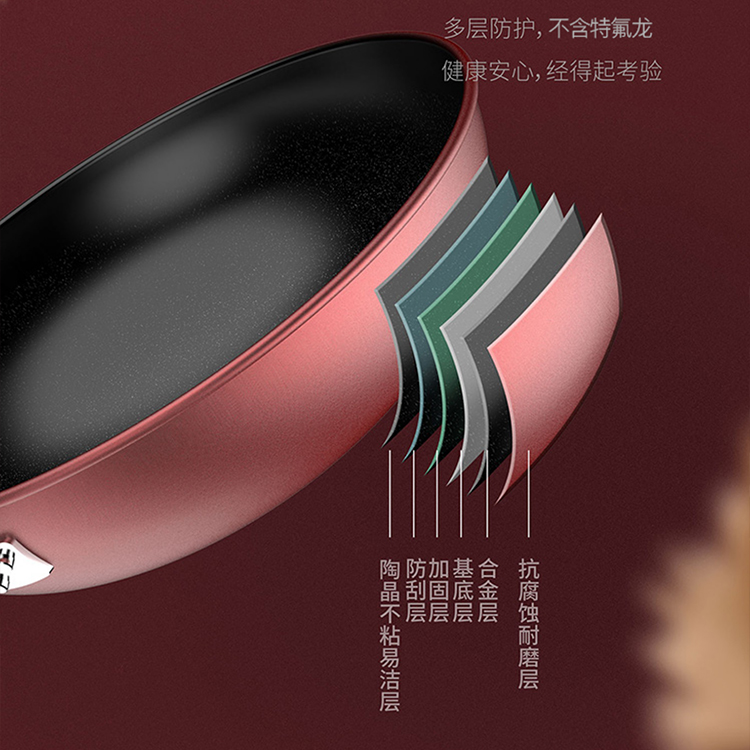 多层防护，不含特氟龙
健康安心，经得起考验
陶晶不粘易洁层
防刮层
加固层
基底层
合金层
抗腐蚀耐磨层